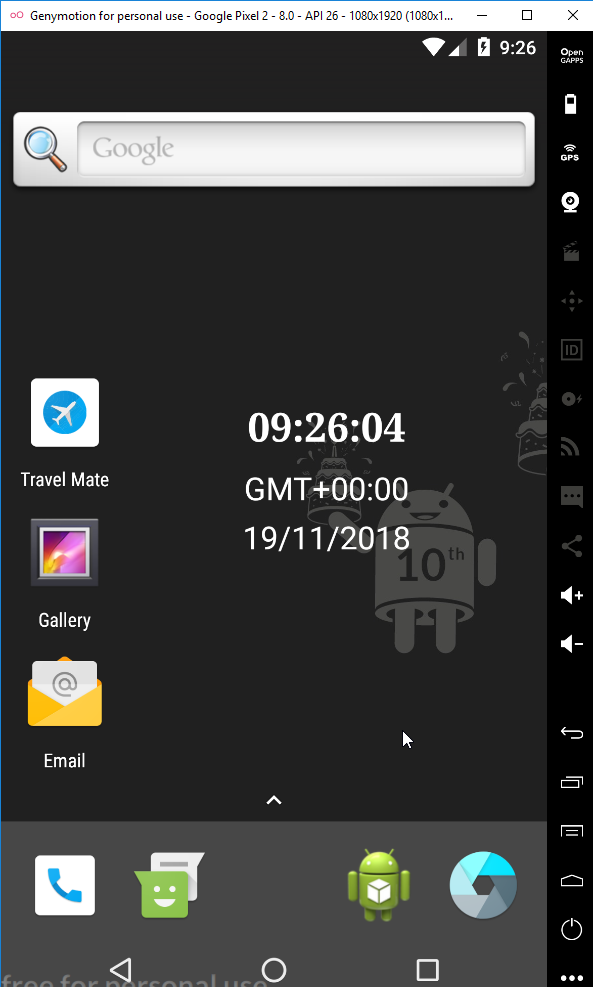 Genymotion for personal use - Google Pixel 2 - 8.0 - API 26 - 1080x1920 (1080x1...
9:26
Open
GAPPS
Google
GPS
ID
09:26:04
Travel Mate
GMT+00:00
19/11/2018
10th
Gallery
@
Email
free for personal use